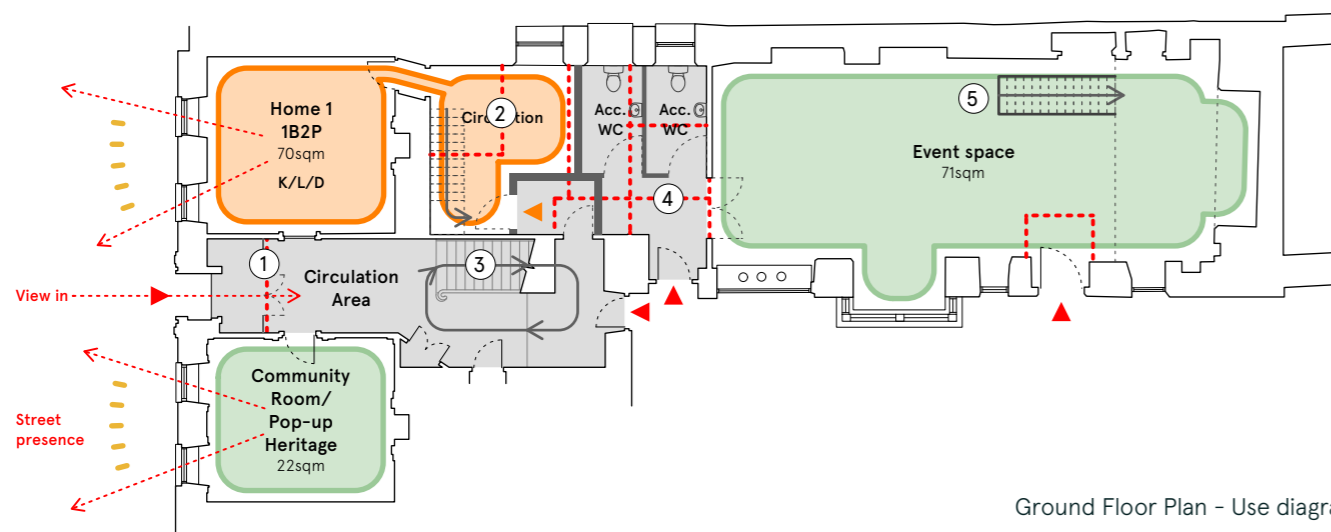 Home 1
1B2P
70sqm
K/L/D
2
Acc.
WC
Acc.
WC
5
Event space
71sqm
4
1
Circulation
Area
3
View in
Community
Room/
Pop-up
Heritage
22sqm
Street
presence
Ground Floor Plan - Use diagra